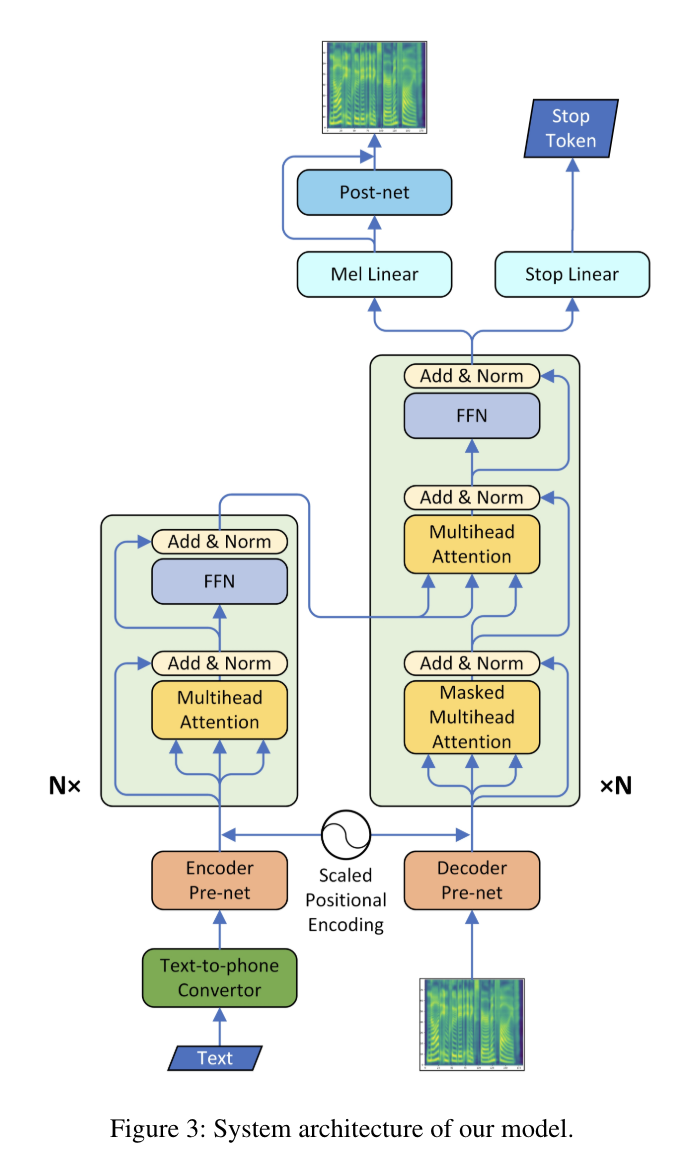 Stop
Token
Post-net
Mel Linear
Stop Linear
Add & Norm
FFN
Add & Norm
Multihead
Attention
Add & Norm
FFN
Add & Norm
Multihead
Attention
Add & Norm
Masked
Multihead
Attention
N×
×N
Encoder
Pre-net
Scaled
Positional
Encoding
Decoder
Pre-net
Text-to-phone
Convertor
Text
Figure 3: System architecture of our model.